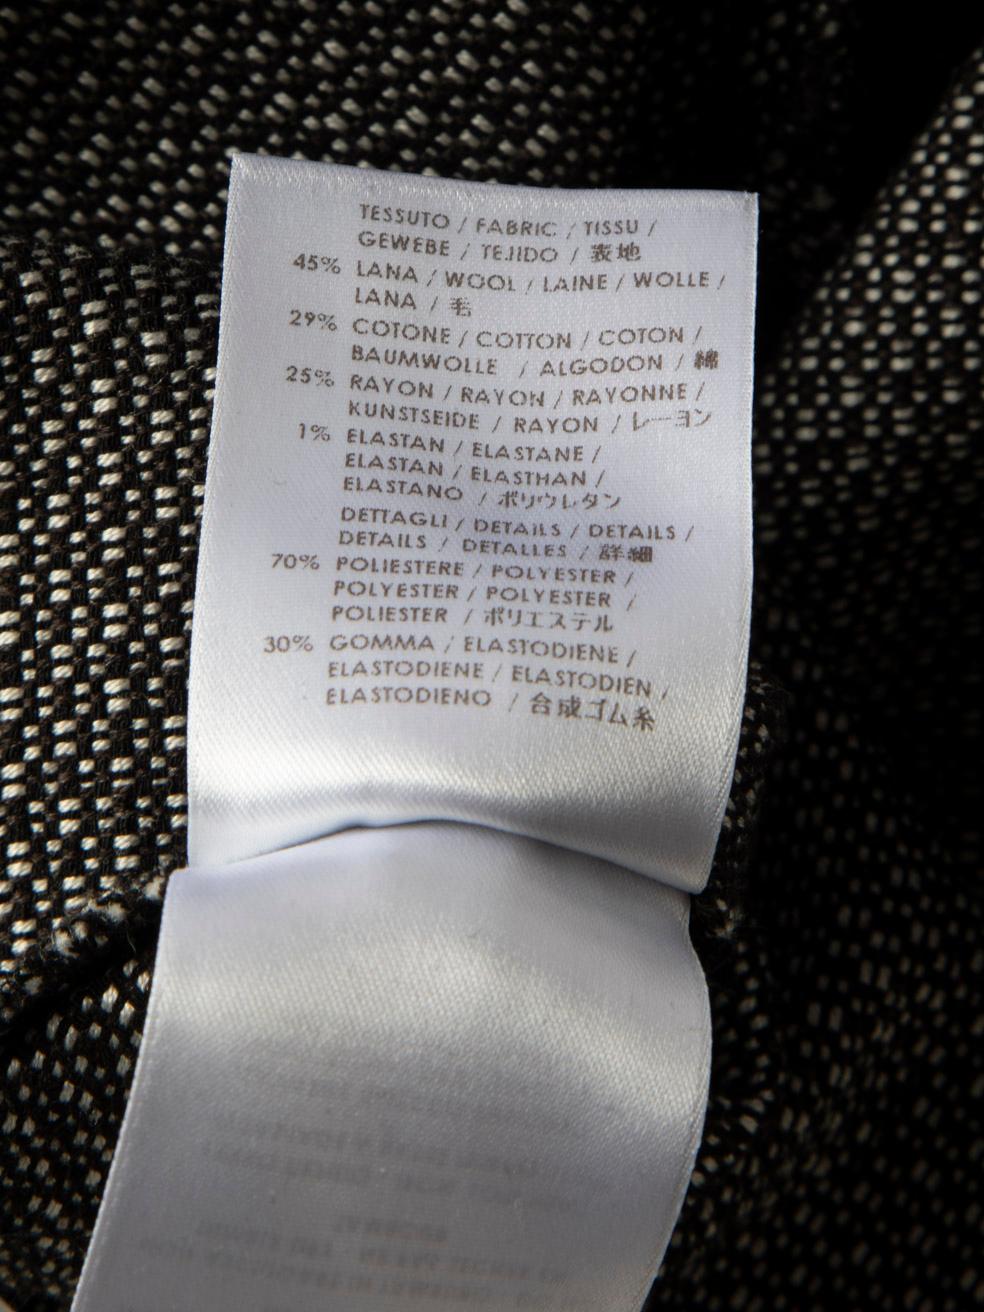 TESSUTO / FABRIC / TISSU /
GEWEBE / TEJIDO / 表地
45% LANA / WOOL / LAINE / WOLLE /
LANA / 毛
29% COTONE / COTTON / COTON /
BAUMWOLLE / ALGODON / 綿
25% RAYON / RAYON / RAYONNE /
KUNSTSEIDE / RAYON / レーヨン
1% ELASTAN / ELASTANE /
ELASTAN / ELASTHAN /
ELASTANO / ポリウレタン
DETTAGLI / DETAILS / DETAILS /
DETAILS / DETALLES / 詳細
70% POLIESTERE / POLYESTER /
POLYESTER / POLYESTER /
POLIESTER / ポリエステル
30% GOMMA / ELASTODIENE /
ELASTODIENE / ELASTODIEN /
ELASTODIENO / 合成ゴム糸